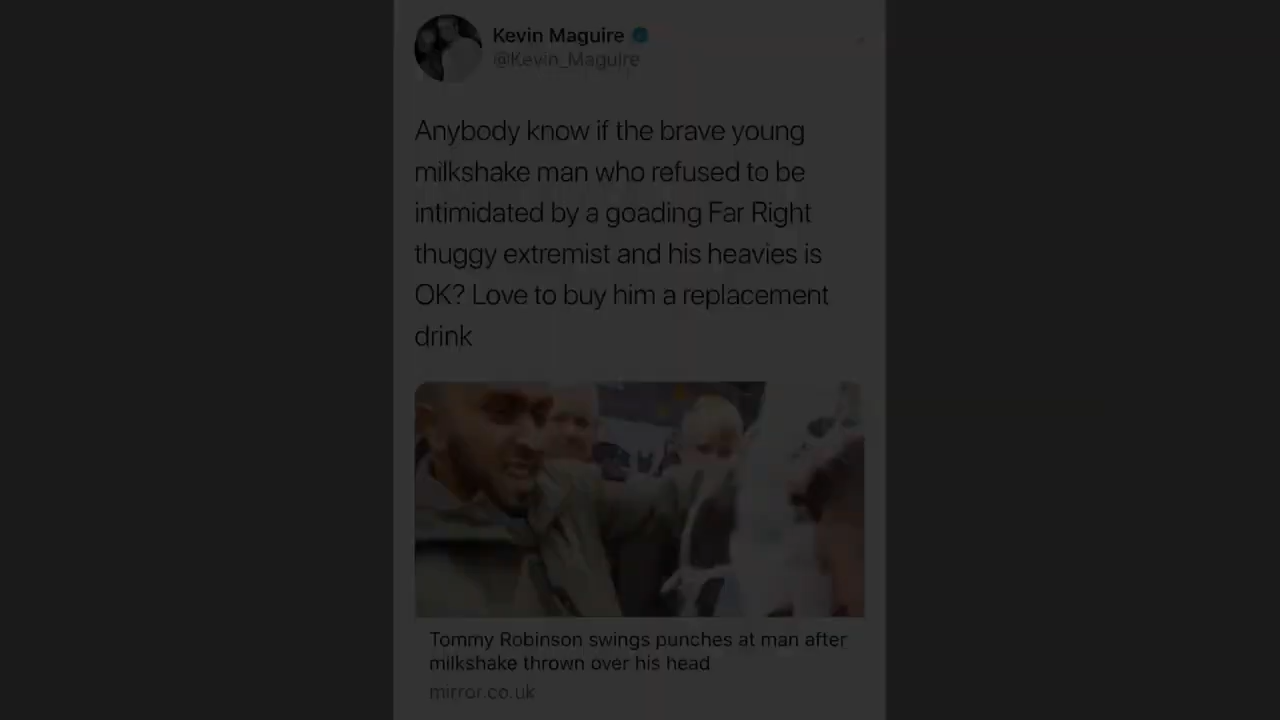 Kevin Maguire
@Kevin_Maguire
Anybody know if the brave young
milkshake man who refused to be
intimidated by a goading Far Right
thuggy extremist and his heavies is
OK? Love to buy him a replacement
drink
Tommy Robinson swings punches at man after
milkshake thrown over his head
mirror.co.uk